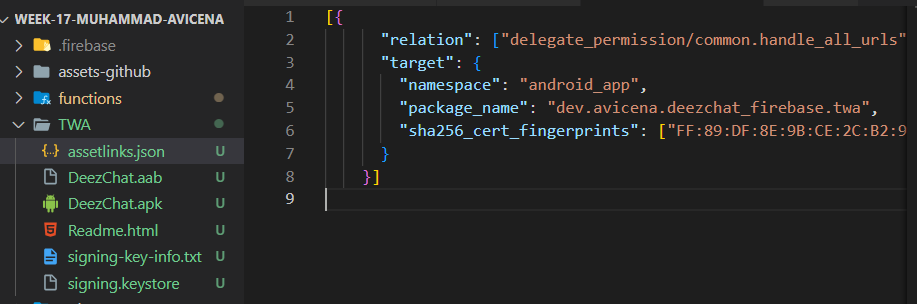 WEEK-17-MUHAMMAD-AVICENA
.firebase
assets-github
functions
TWA
assetlinks.json U
DeezChat.aab U
DeezChat.apk U
Readme.html U
signing-key-info.txt U
signing.keystore U
1 [{
2 "relation": ["delegate_permission/common.handle_all_urls"
3 "target": {
4 "namespace": "android_app",
5 "package_name": "dev.avicena.deezchat_firebase.twa",
6 "sha256_cert_fingerprints": ["FF:89:DF:8E:9B:CE:2C:B2:9
7 }
8 }]
9